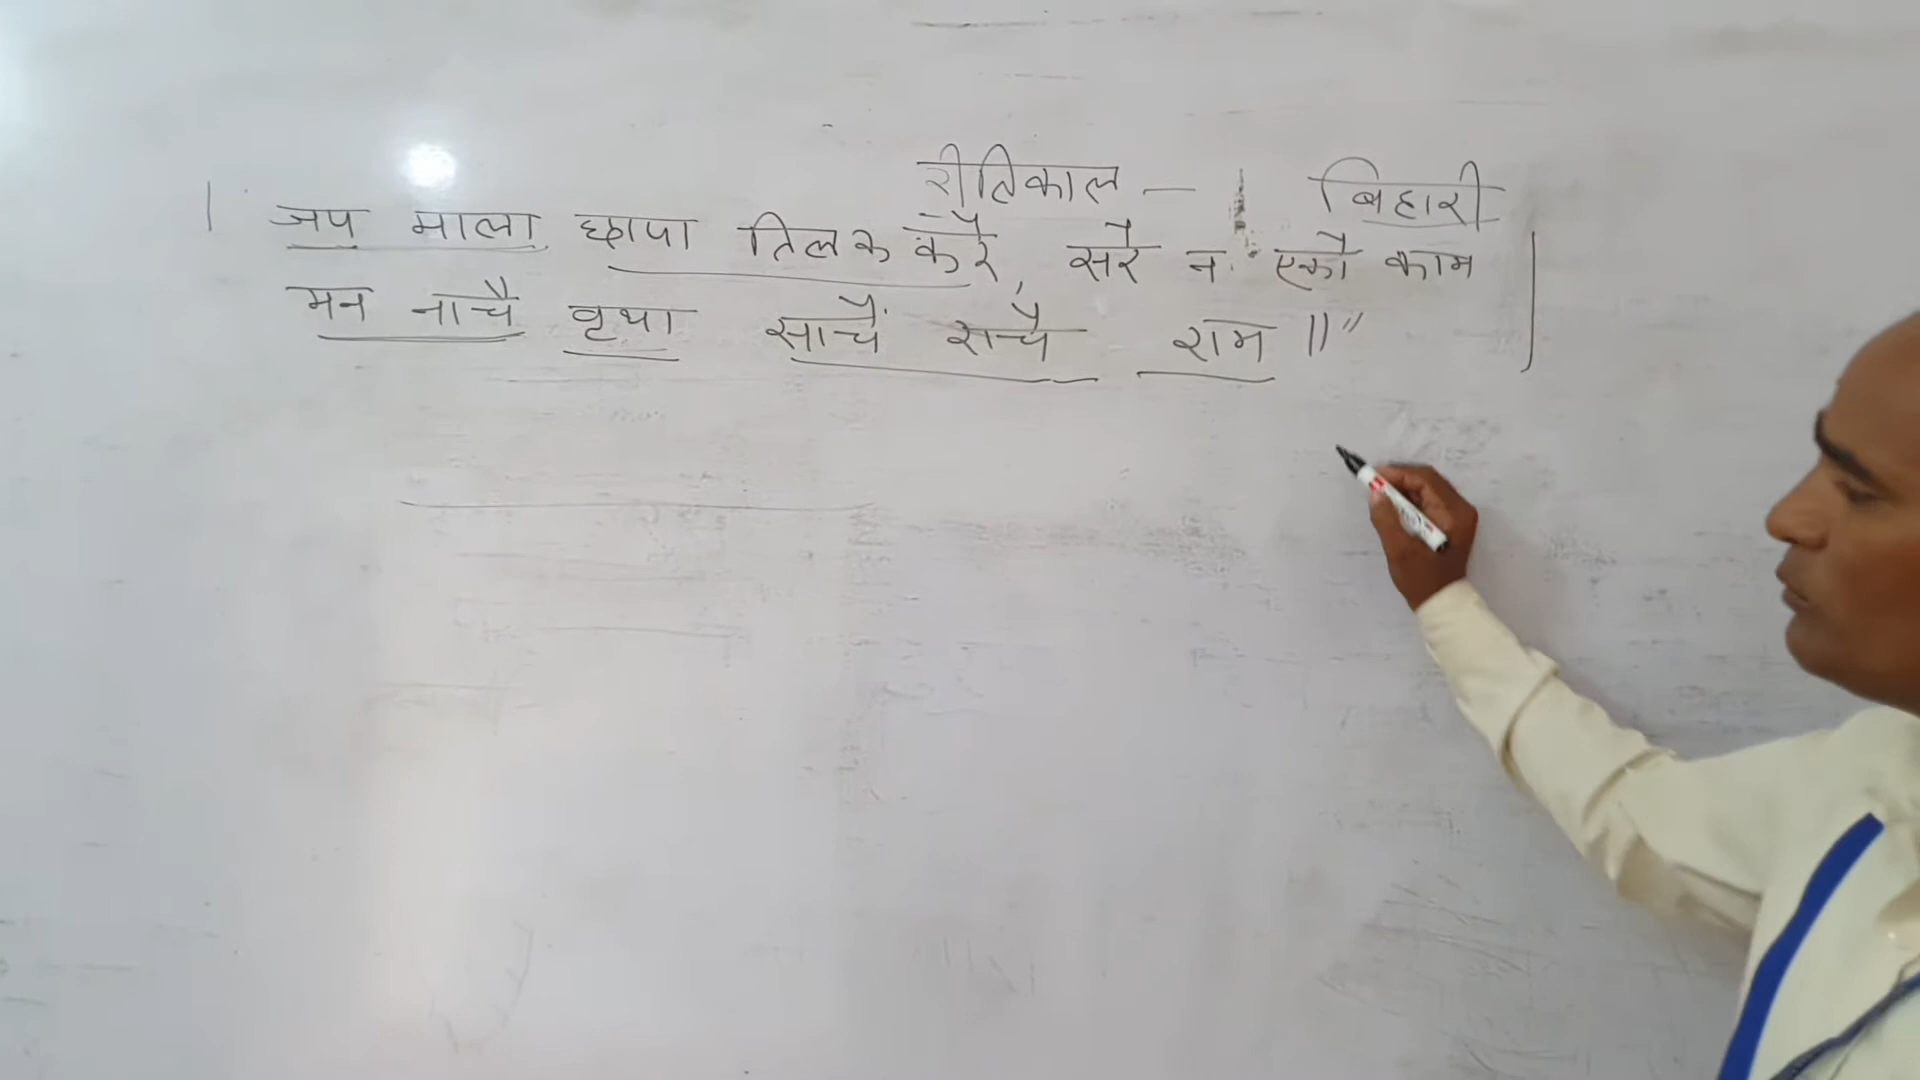 रीतिकाल — बिहारी
जप माला छापा तिलक करै, सरै न एकौ काम
मन नाचै वृथा साचैं राचै राम ॥"